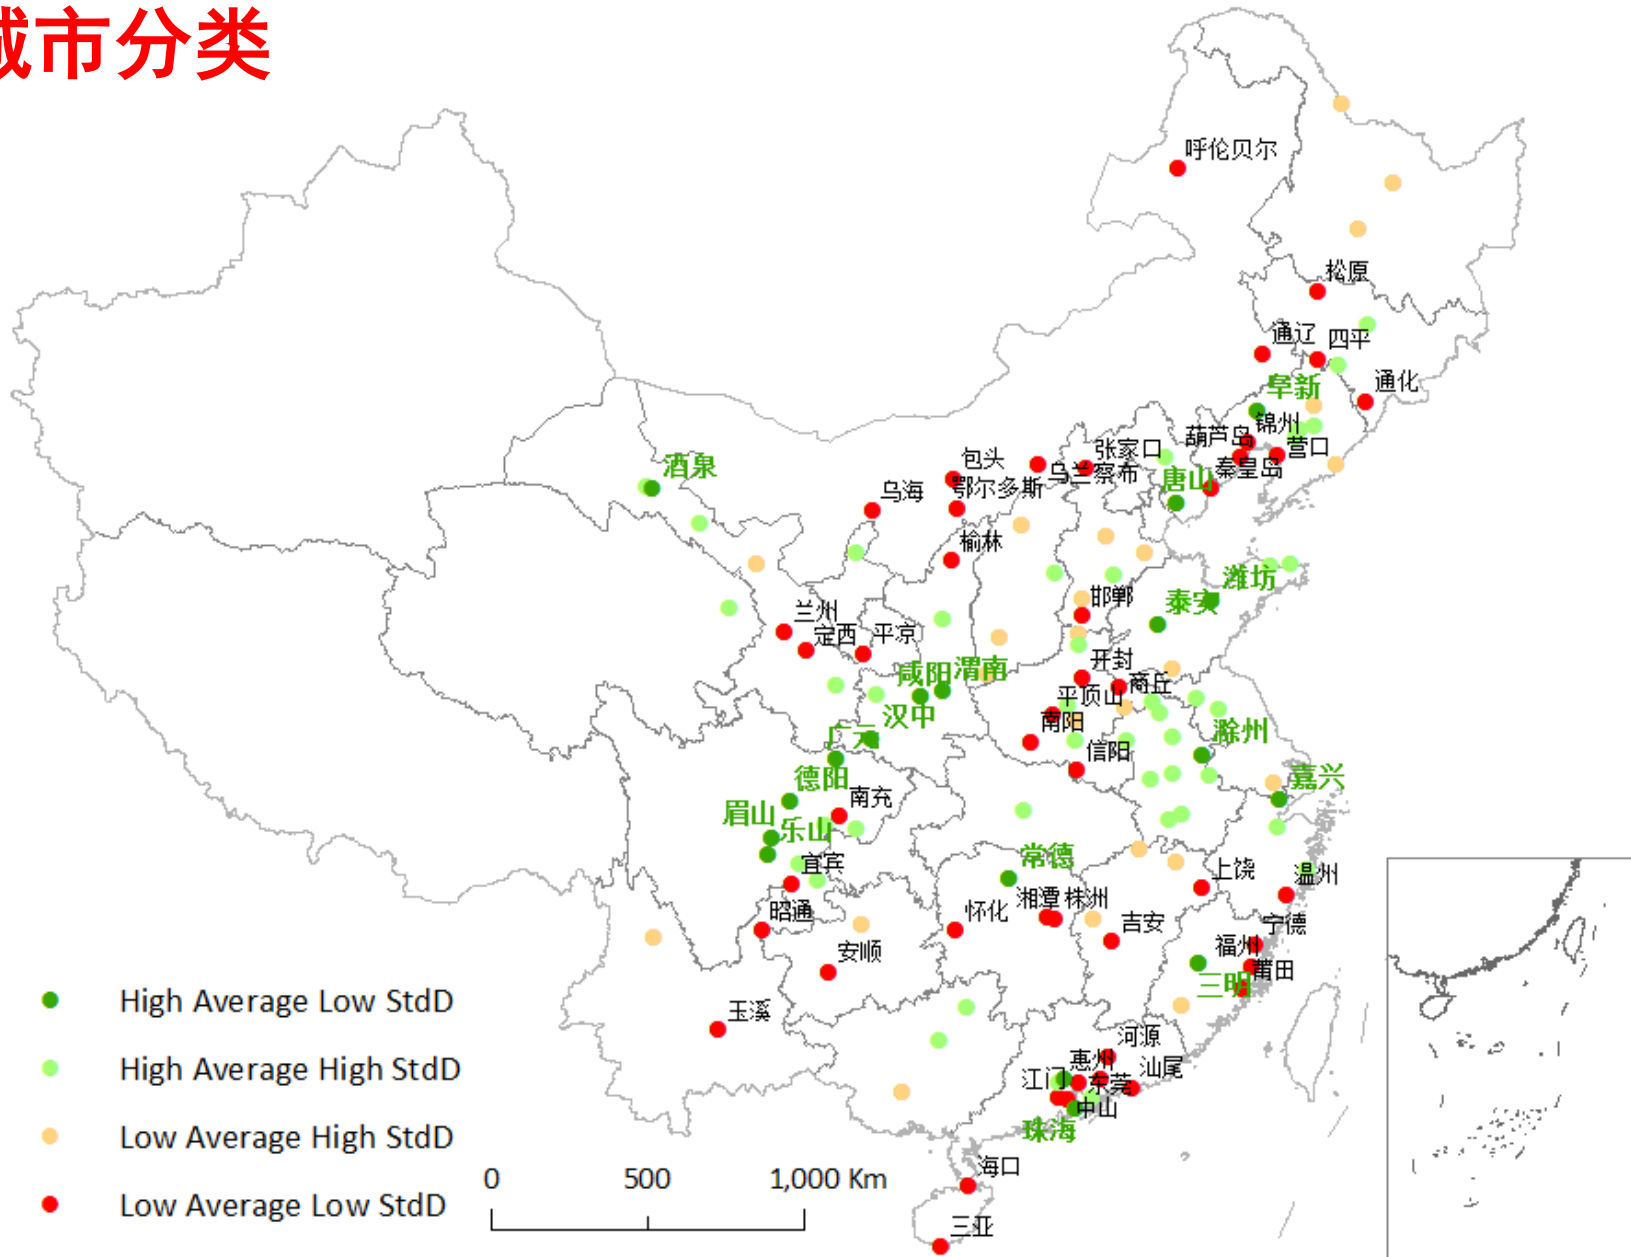 城市分类
呼伦贝尔
松原
通辽
四平
阜新
通化
锦州
葫芦岛
营口
张家口
秦皇岛
包头
乌兰察布
酒泉
唐山
乌海
鄂尔多斯
榆林
潍坊
邯郸
泰安
兰州
定西
平凉
开封
咸阳
渭南
商丘
平顶山
汉中
南阳
滁州
广元
信阳
德阳
嘉兴
南充
眉山
乐山
常德
宜宾
上饶
温州
湘潭
株洲
昭通
怀化
吉安
宁德
福州
安顺
莆田
三明
High Average Low StdD
玉溪
河源
High Average High StdD
惠州
汕尾
江门
东莞
中山
珠海
Low Average High StdD
海口
0 500 1,000 Km
Low Average Low StdD
三亚